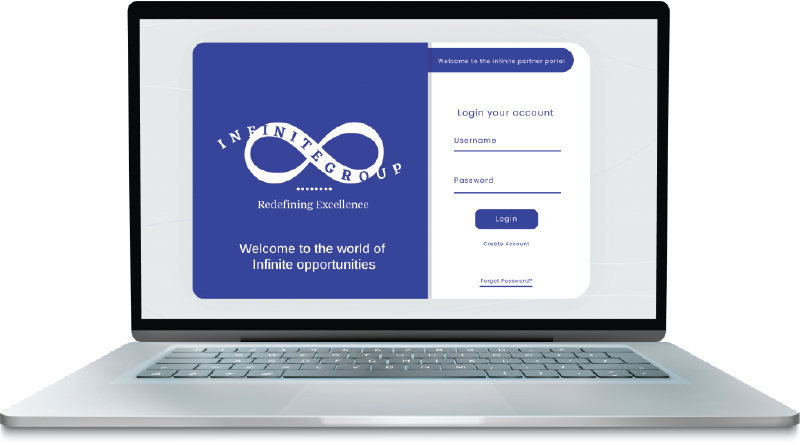 INFINITEGROUP
Redefining Excellence
Welcome to the world of
Infinite opportunities
Welcome to the infinite partner portal
Login your account
Username
Password
Login
Create Account
Forgot Password?